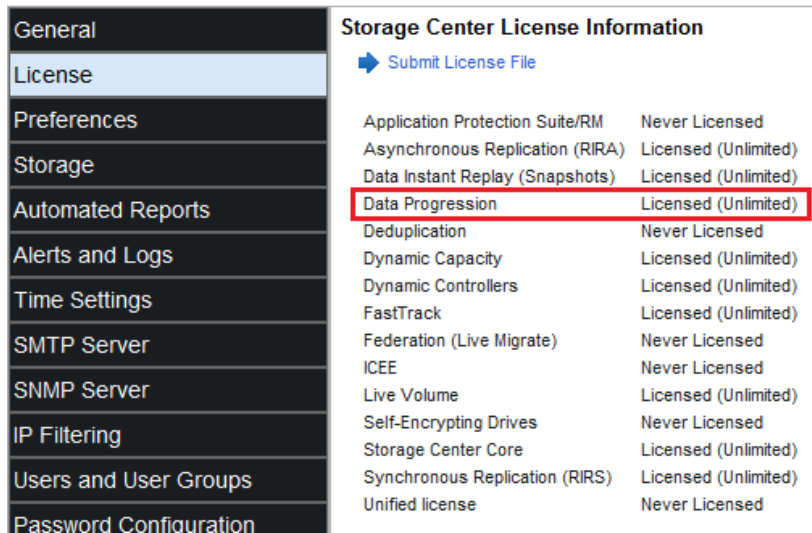 General
License
Preferences
Storage
Automated Reports
Alerts and Logs
Time Settings
SMTP Server
SNMP Server
IP Filtering
Users and User Groups
Password Configuration
Storage Center License Information
Submit License File
Application Protection Suite/RM Never Licensed
Asynchronous Replication (RIRA) Licensed (Unlimited)
Data Instant Replay (Snapshots) Licensed (Unlimited)
Data Progression Licensed (Unlimited)
Deduplication Never Licensed
Dynamic Capacity Licensed (Unlimited)
Dynamic Controllers Licensed (Unlimited)
FastTrack Licensed (Unlimited)
Federation (Live Migrate) Never Licensed
ICEE Never Licensed
Live Volume Licensed (Unlimited)
Self-Encrypting Drives Never Licensed
Storage Center Core Licensed (Unlimited)
Synchronous Replication (RIRS) Licensed (Unlimited)
Unified license Never Licensed